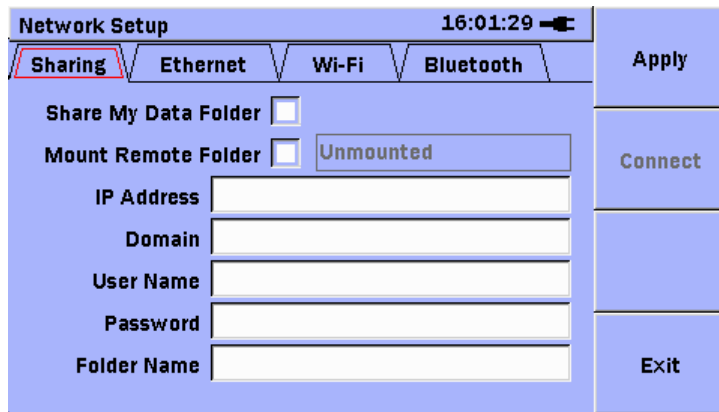 Network Setup 16:01:29
Sharing Ethernet Wi-Fi Bluetooth
Share My Data Folder
Mount Remote Folder Unmounted
IP Address
Domain
User Name
Password
Folder Name
Apply
Connect
Exit